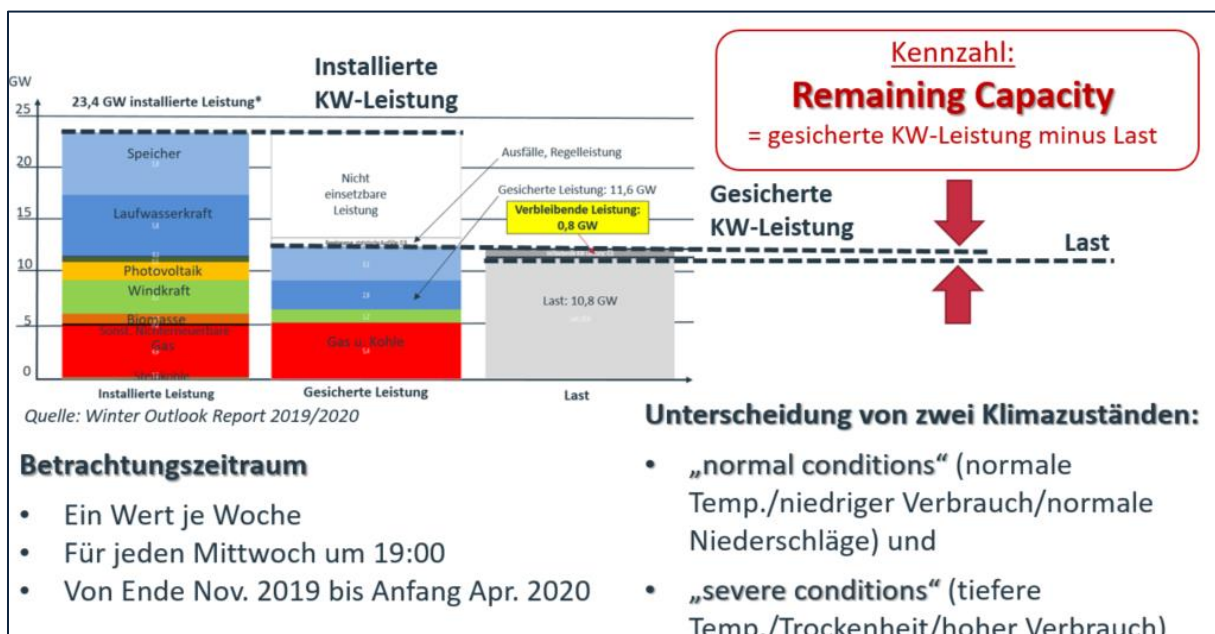 Installierte
KW-Leistung
GW
23,4 GW installierte Leistung*
25
20
15
10
5
0
Speicher
Laufwasserkraft
Photovoltaik
Windkraft
Biomasse
Sonst. Nichterneuerbare
Gas
Steinkohle
Installierte Leistung
Nicht
einsetzbare
Leistung
Gas u. Kohle
Gesicherte Leistung
Ausfälle, Regelleistung
Gesicherte Leistung: 11,6 GW
Verbleibende Leistung:
0,8 GW
Last: 10,8 GW
Last
Kennzahl:
Remaining Capacity
= gesicherte KW-Leistung minus Last
Gesicherte
KW-Leistung
Last
Quelle: Winter Outlook Report 2019/2020
Betrachtungszeitraum
• Ein Wert je Woche
• Für jeden Mittwoch um 19:00
• Von Ende Nov. 2019 bis Anfang Apr. 2020
Unterscheidung von zwei Klimazuständen:
• „normal conditions“ (normale
Temp./niedriger Verbrauch/normale
Niederschläge) und
• „severe conditions“ (tiefere
Temp./Trockenheit/hoher Verbrauch)